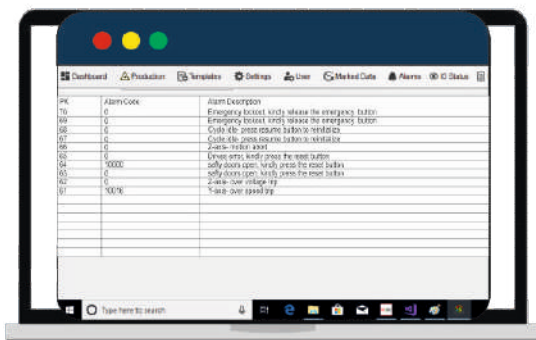 Dashboard Production Templates Settings User Marked Data Alarms IO Status
PK Alarm Code Alarm Description
70 0 Emergency lockout, kindly release the emergency button
69 0 Emergency lockout, kindly release the emergency button
68 0 Cycle idle- press resume button to reinitialize
67 0 Cycle idle- press resume button to reinitialize
66 0 Z-axis- motion abort
65 0 Drives error, kindly press the reset button
64 10000 safty doors open, kindly press the reset button
63 0 safty doors open, kindly press the reset button
62 0 Z-axis- over voltage trip
61 10016 Y-axis- over speed trip
Type here to search